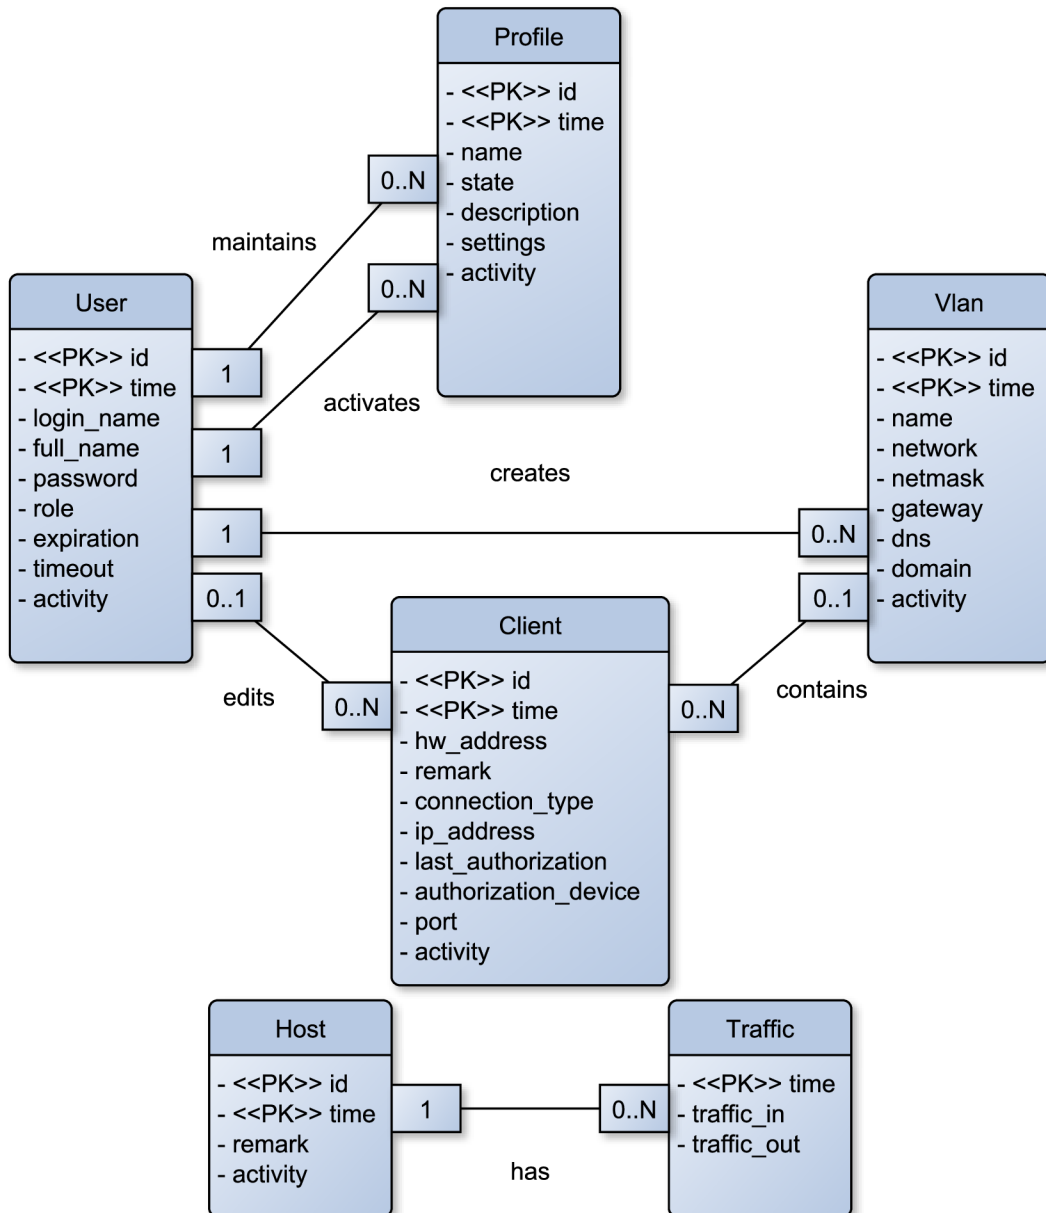 Profile
- <<PK>> id
- <<PK>> time
- name
- state
- description
- settings
- activity
0..N
0..N
maintains
activates
User
- <<PK>> id
- <<PK>> time
- login_name
- full_name
- password
- role
- expiration
- timeout
- activity
1
1
1
0..1
creates
Vlan
- <<PK>> id
- <<PK>> time
- name
- network
- netmask
- gateway
- dns
- domain
- activity
0..N
0..1
edits
0..N
Client
- <<PK>> id
- <<PK>> time
- hw_address
- remark
- connection_type
- ip_address
- last_authorization
- authorization_device
- port
- activity
0..N
contains
Host
- <<PK>> id
- <<PK>> time
- remark
- activity
1
has
0..N
Traffic
- <<PK>> time
- traffic_in
- traffic_out